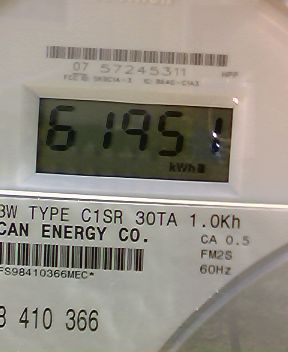 07 57245311
61951
kWh
3W TYPE C1SR 30TA 1.0Kh
CAN ENERGY CO.
CA 0.5
FM2S
60Hz
FS98410366MEC*
8 410 366